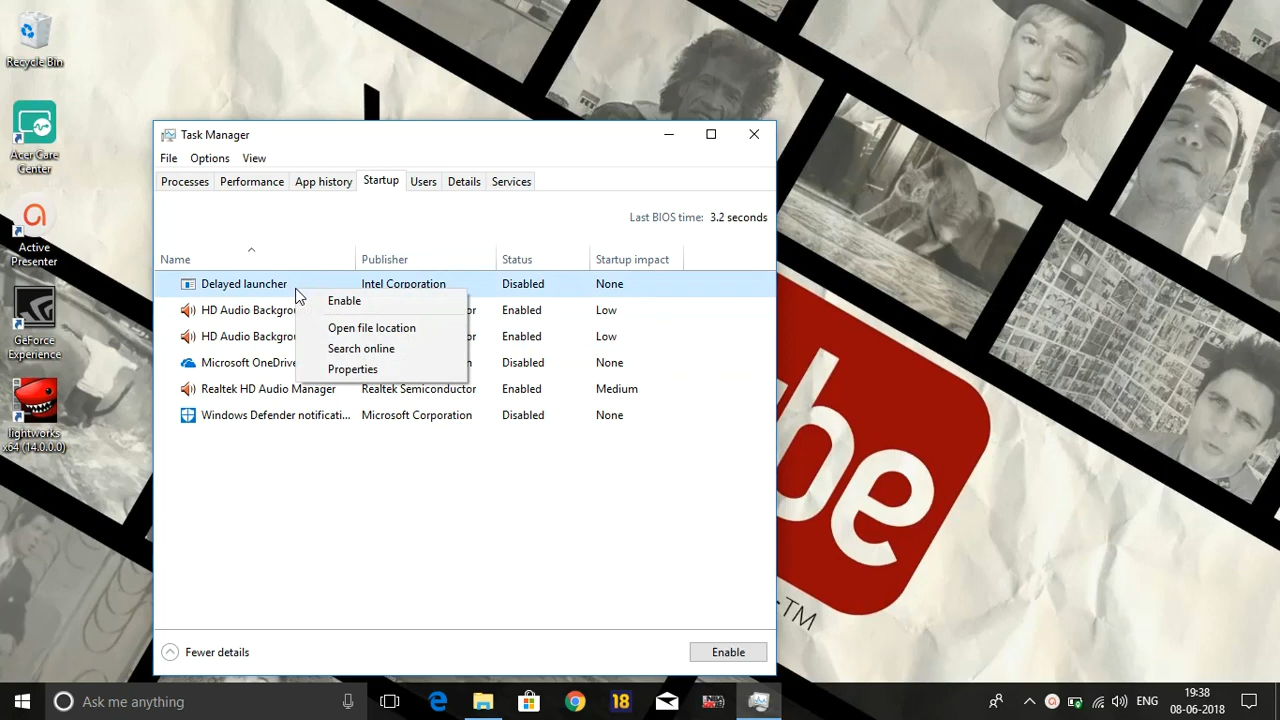 Recycle Bin
Acer Care
Center
Active
Presenter
GeForce
Experience
lightworks
x64 (14.0.0.0)
Task Manager
File Options View
Processes Performance App history Startup Users Details Services
Last BIOS time: 3.2 seconds
Name Publisher Status Startup impact
Delayed launcher Intel Corporation Disabled None
HD Audio Backgro Enabled Low
HD Audio Backgro Enabled Low
Microsoft OneDrive Disabled None
Realtek HD Audio Manager Realtek Semiconductor Enabled Medium
Windows Defender notificati... Microsoft Corporation Disabled None
Enable
Open file location
Search online
Properties
Fewer details Enable
be
TM
Ask me anything
18
ENG
19:38
08-06-2018